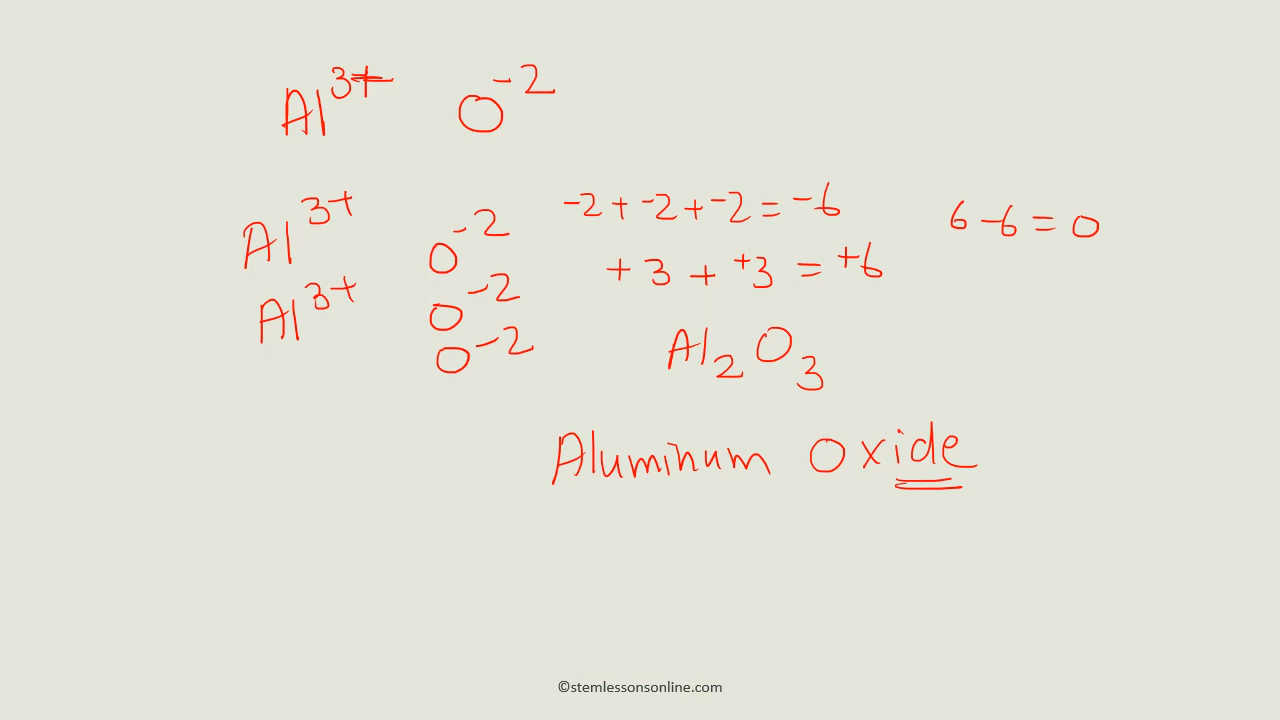 Al³⁺ O⁻²
Al³⁺ O⁻² -2 + -2 + -2 = -6 6 - 6 = 0
Al³⁺ O⁻² + 3 + +3 = +6
O⁻² Al₂O₃
Aluminum Oxide
©stemlessonsonline.com